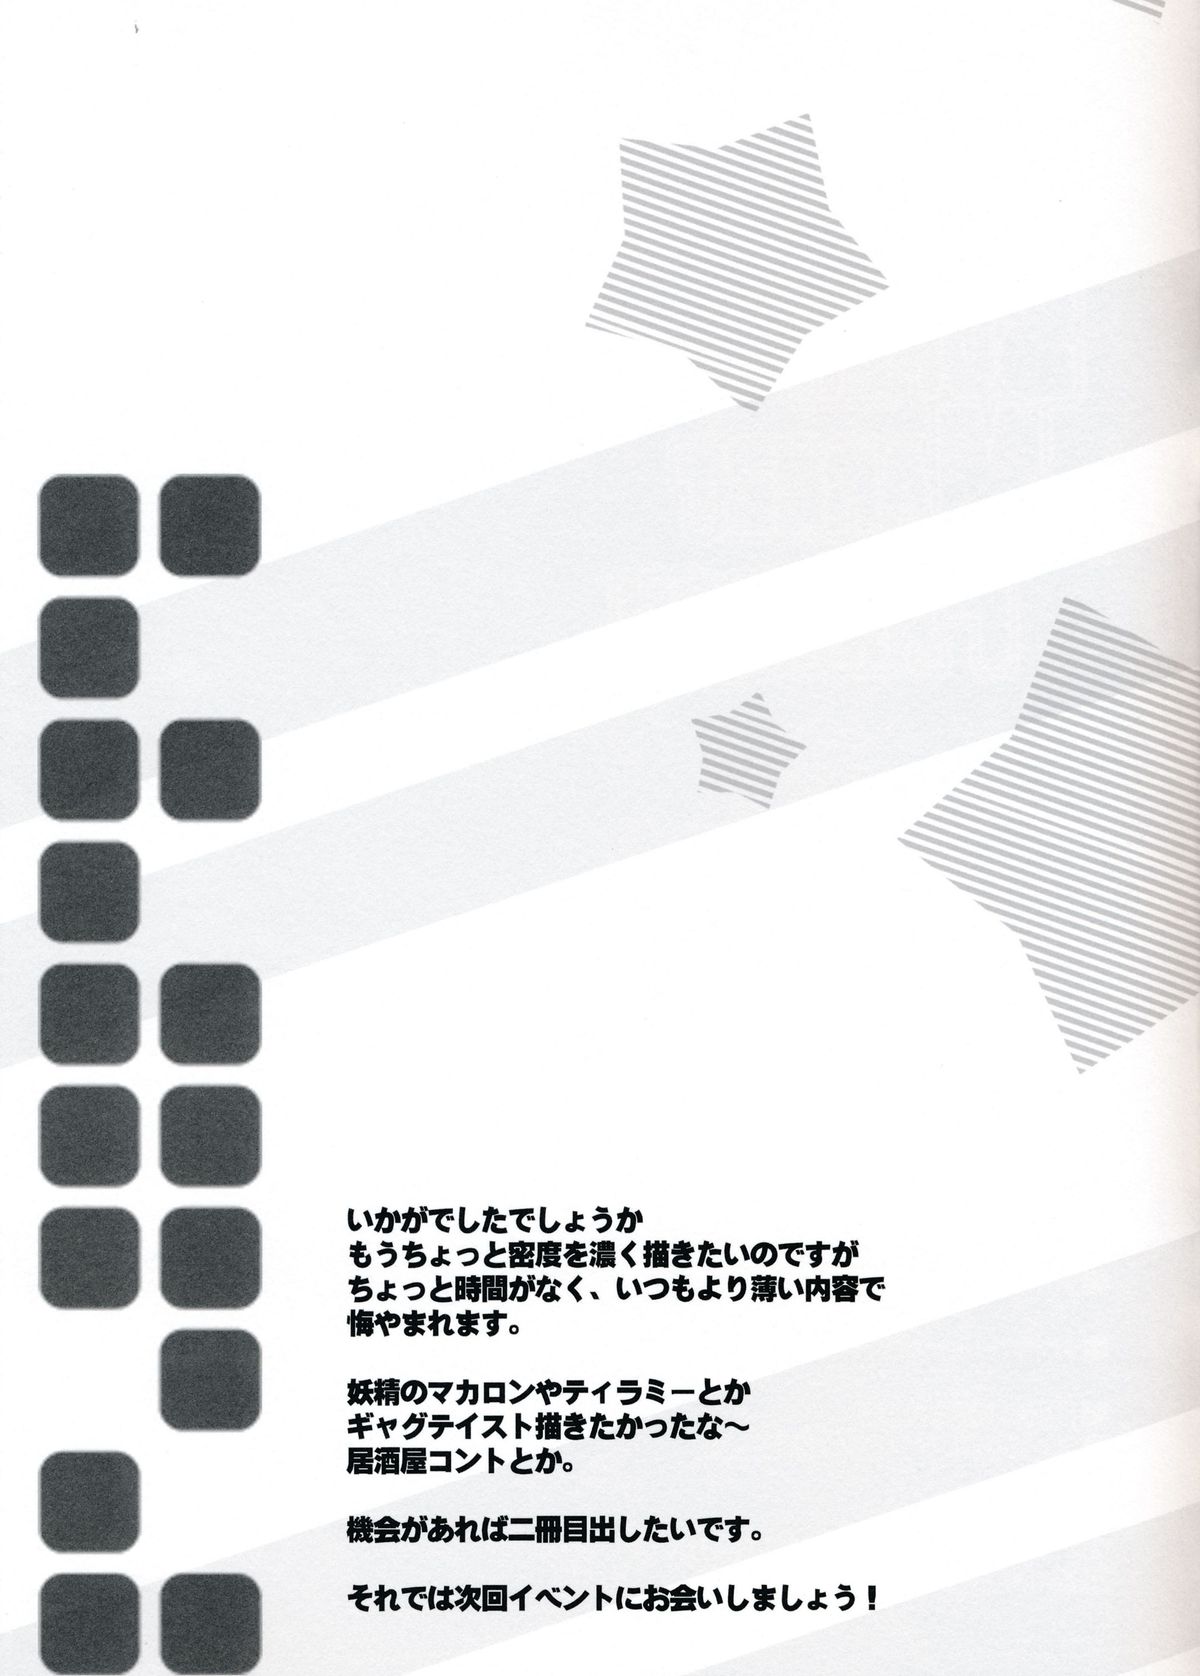 いかがでしたでしょうか
もうちょっと密度を濃く描きたいのですが
ちょっと時間がなく、いつもより薄い内容で
悔やまれます。
妖精のマカロンやティラミーとか
ギャグテイスト描きたかったな〜
居酒屋コントとか。
機会があれば二冊目出したいです。
それでは次回イベントにお会いしましょう！